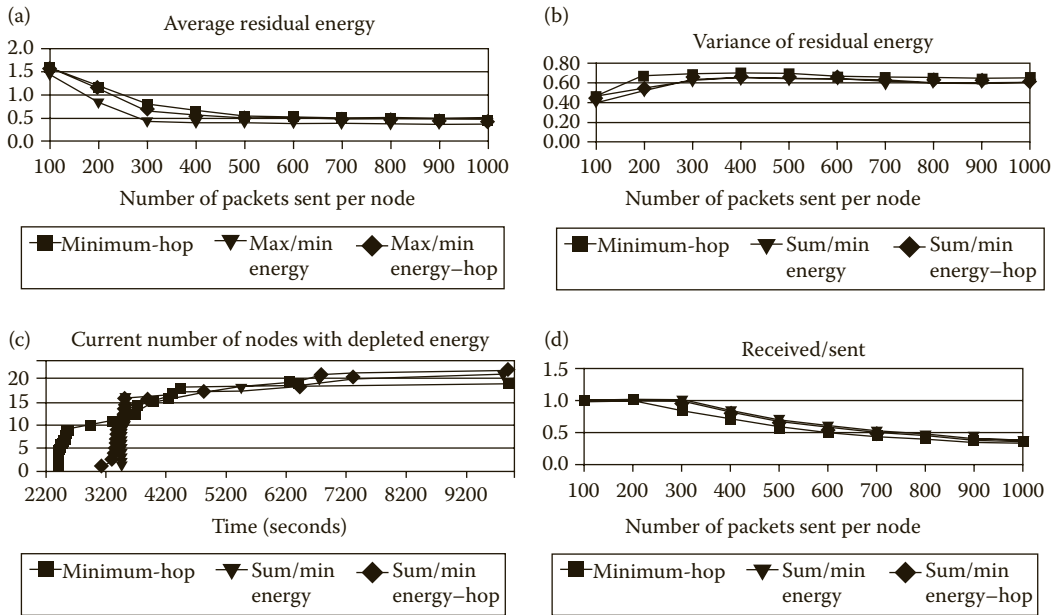 (a)
Average residual energy
2.0
1.5
1.0
0.5
0.0
100 200 300 400 500 600 700 800 900 1000
Number of packets sent per node
Minimum-hop Max/min energy Max/min energy–hop
(b)
Variance of residual energy
0.80
0.60
0.40
0.20
0.00
100 200 300 400 500 600 700 800 900 1000
Number of packets sent per node
Minimum-hop Sum/min energy Sum/min energy–hop
(c)
Current number of nodes with depleted energy
20
15
10
5
0
2200 3200 4200 5200 6200 7200 8200 9200
Time (seconds)
Minimum-hop Sum/min energy Sum/min energy–hop
(d)
Received/sent
1.5
1.0
0.5
0.0
100 200 300 400 500 600 700 800 900 1000
Number of packets sent per node
Minimum-hop Sum/min energy Sum/min energy–hop